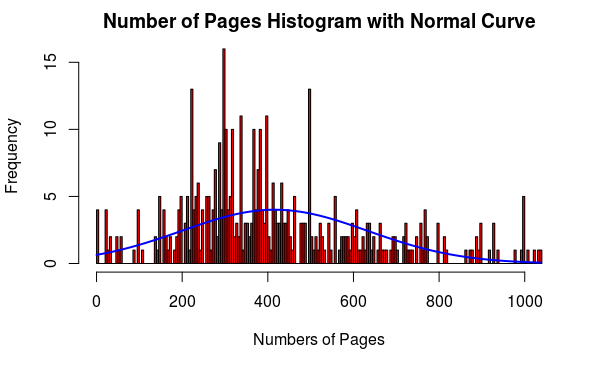 Number of Pages Histogram with Normal Curve
Frequency
15
10
5
0
0 200 400 600 800 1000
Numbers of Pages